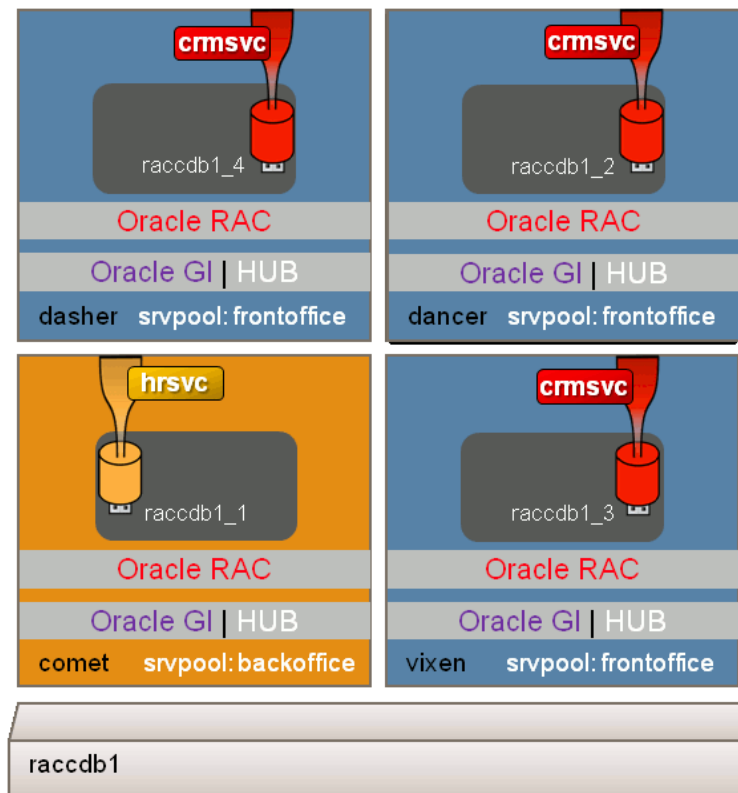 crmsvc
raccdb1_4
Oracle RAC
Oracle GI | HUB
dasher srvpool: frontoffice
crmsvc
raccdb1_2
Oracle RAC
Oracle GI | HUB
dancer srvpool: frontoffice
hrsvc
raccdb1_1
Oracle RAC
Oracle GI | HUB
comet srvpool: backoffice
crmsvc
raccdb1_3
Oracle RAC
Oracle GI | HUB
vixen srvpool: frontoffice
raccdb1